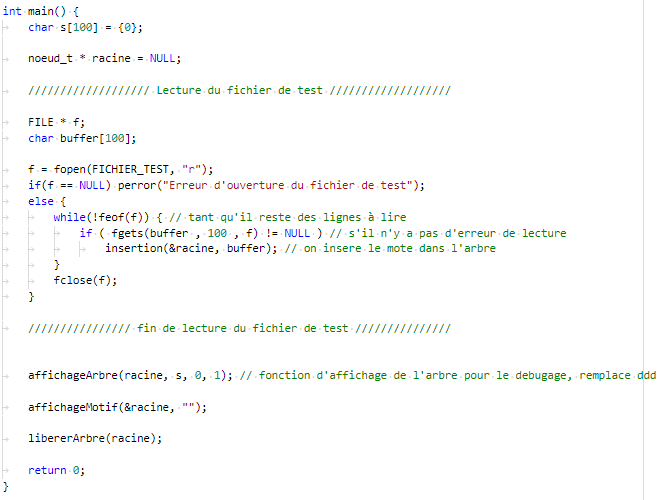 int main() {
char s[100] = {0};
noeud_t * racine = NULL;
/////////////////// Lecture du fichier de test ///////////////////
FILE * f;
char buffer[100];
f = fopen(FICHIER_TEST, "r");
if(f == NULL) perror("Erreur d'ouverture du fichier de test");
else {
while(!feof(f)) { // tant qu'il reste des lignes à lire
if ( fgets(buffer , 100 , f) != NULL ) // s'il n'y a pas d'erreur de lecture
insertion(&racine, buffer); // on insere le mote dans l'arbre
}
fclose(f);
}
//////////////// fin de lecture du fichier de test ///////////////
affichageArbre(racine, s, 0, 1); // fonction d'affichage de l'arbre pour le debugage, remplace ddd
affichageMotif(&racine, "");
libererArbre(racine);
return 0;
}